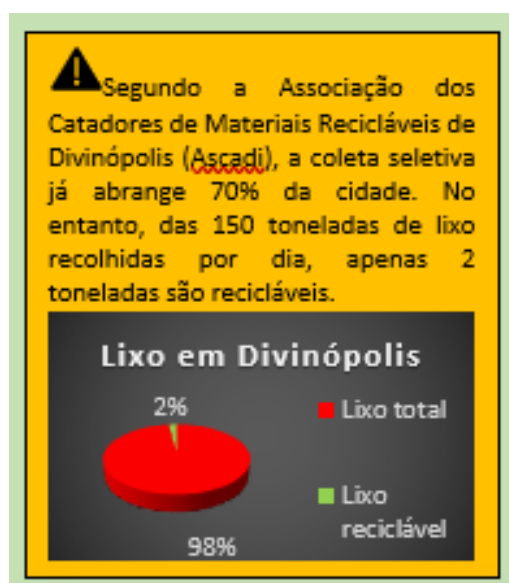 Segundo a Associação dos
Catadores de Materiais Recicláveis de
Divinópolis (Ascadi), a coleta seletiva
já abrange 70% da cidade. No
entanto, das 150 toneladas de lixo
recolhidas por dia, apenas 2
toneladas são recicláveis.
Lixo em Divinópolis
2%
Lixo total
Lixo
reciclável
98%